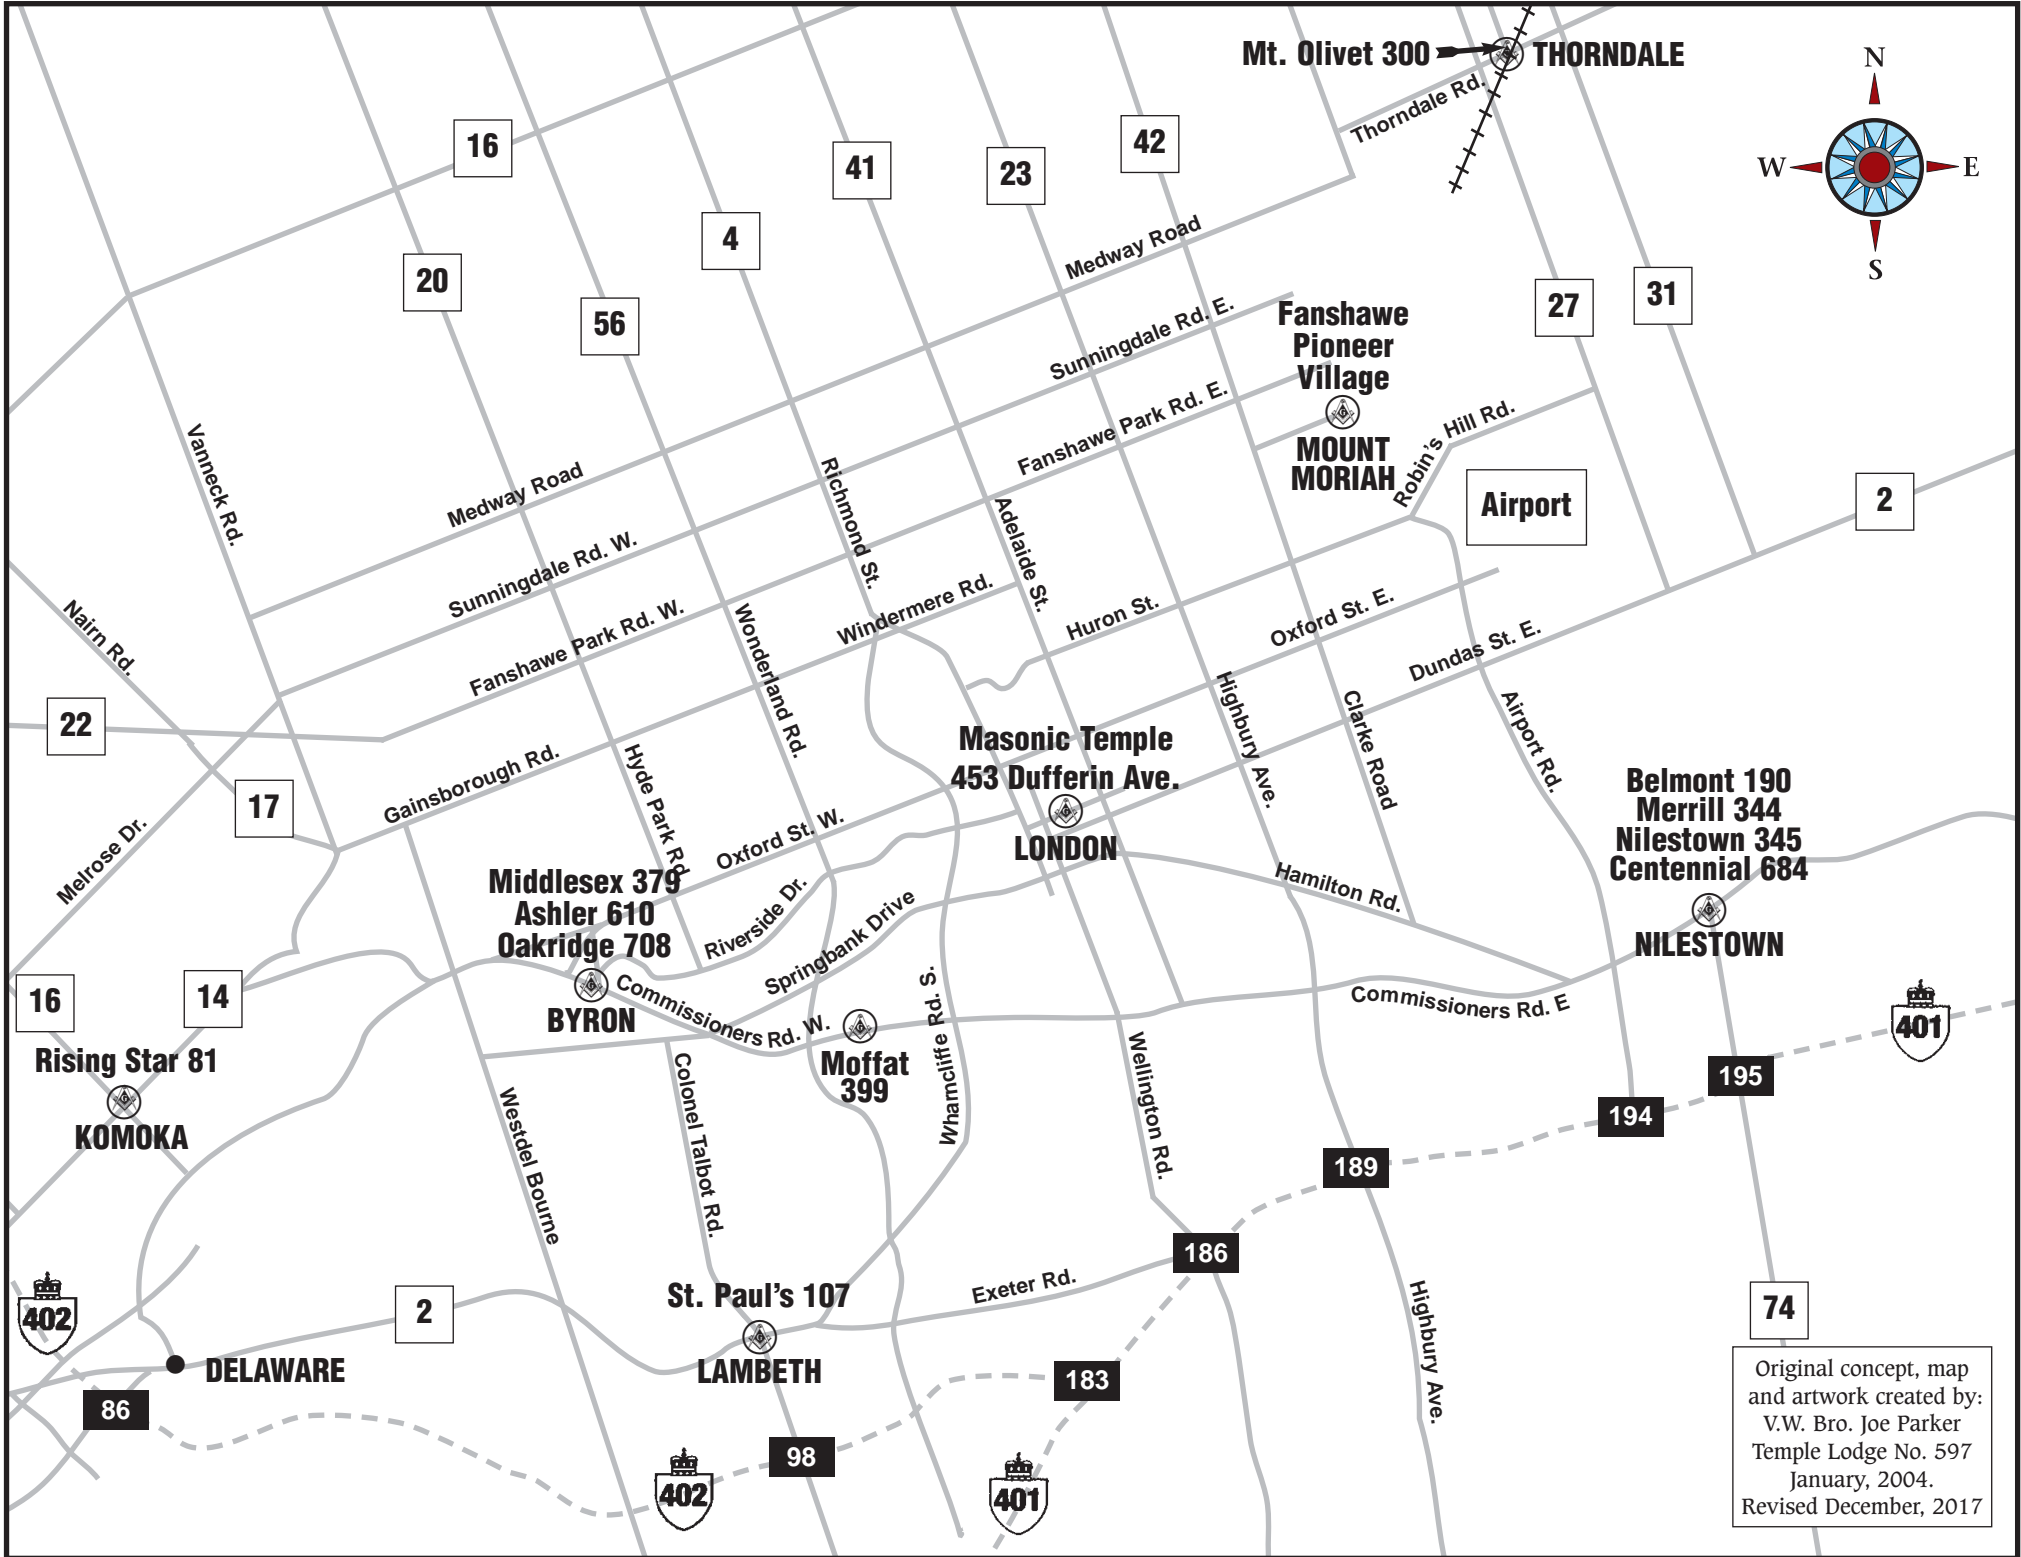 Mt. Olivet 300
THORNDALE
Thorndale Rd.
N
W
E
S
16
41
23
42
4
20
56
27
31
Medway Road
Sunningdale Rd. E.
Fanshawe Park Rd. E.
Fanshawe
Pioneer
Village
MOUNT
MORIAH
Robin's Hill Rd.
Airport
2
Vanneck Rd.
Medway Road
Sunningdale Rd. W.
Fanshawe Park Rd. W.
Richmond St.
Adelaide St.
Windermere Rd.
Huron St.
Oxford St. E.
Dundas St. E.
Nairn Rd.
22
17
Melrose Dr.
Gainsborough Rd.
Hyde Park Rd.
Wonderland Rd.
Oxford St. W.
Riverside Dr.
Springbank Drive
Masonic Temple
453 Dufferin Ave.
G
LONDON
Highbury Ave.
Clarke Road
Airport Rd.
Hamilton Rd.
Belmont 190
Merrill 344
Nilestown 345
Centennial 684
G
NILESTOWN
Middlesex 379
Ashler 610
Oakridge 708
G
BYRON
Commissioners Rd. W.
G
Moffat
399
Wharncliffe Rd. S.
Commissioners Rd. E
16
14
Rising Star 81
G
KOMOKA
Westdel Bourne
Colonel Talbot Rd.
Wellington Rd.
401
195
194
189
186
Exeter Rd.
St. Paul's 107
G
LAMBETH
2
402
DELAWARE
86
402
98
183
401
Highbury Ave.
74
Original concept, map
and artwork created by:
V.W. Bro. Joe Parker
Temple Lodge No. 597
January, 2004.
Revised December, 2017